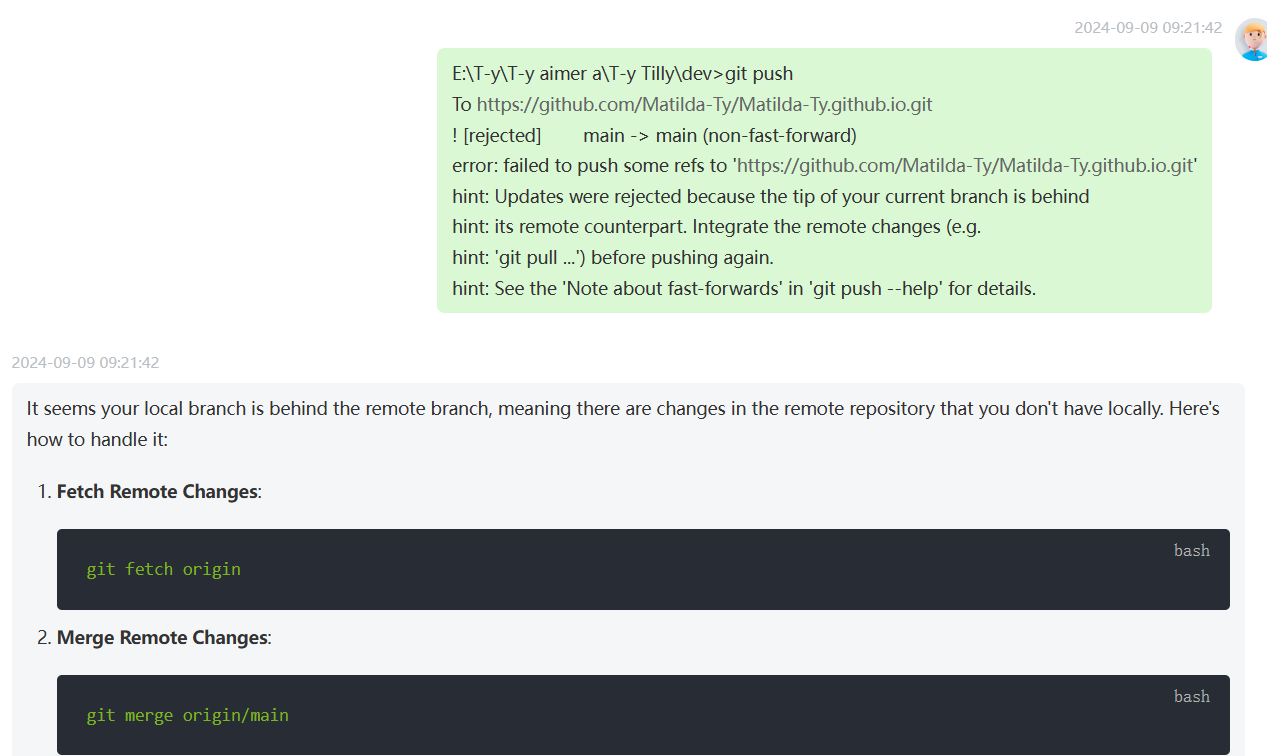 2024-09-09 09:21:42
E:\T-y\T-y aimer a\T-y Tilly\dev>git push
To https://github.com/Matilda-Ty/Matilda-Ty.github.io.git
! [rejected]        main -> main (non-fast-forward)
error: failed to push some refs to 'https://github.com/Matilda-Ty/Matilda-Ty.github.io.git'
hint: Updates were rejected because the tip of your current branch is behind
hint: its remote counterpart. Integrate the remote changes (e.g.
hint: 'git pull ...') before pushing again.
hint: See the 'Note about fast-forwards' in 'git push --help' for details.
2024-09-09 09:21:42
It seems your local branch is behind the remote branch, meaning there are changes in the remote repository that you don't have locally. Here's
how to handle it:
1. Fetch Remote Changes:
bash
git fetch origin
2. Merge Remote Changes:
bash
git merge origin/main